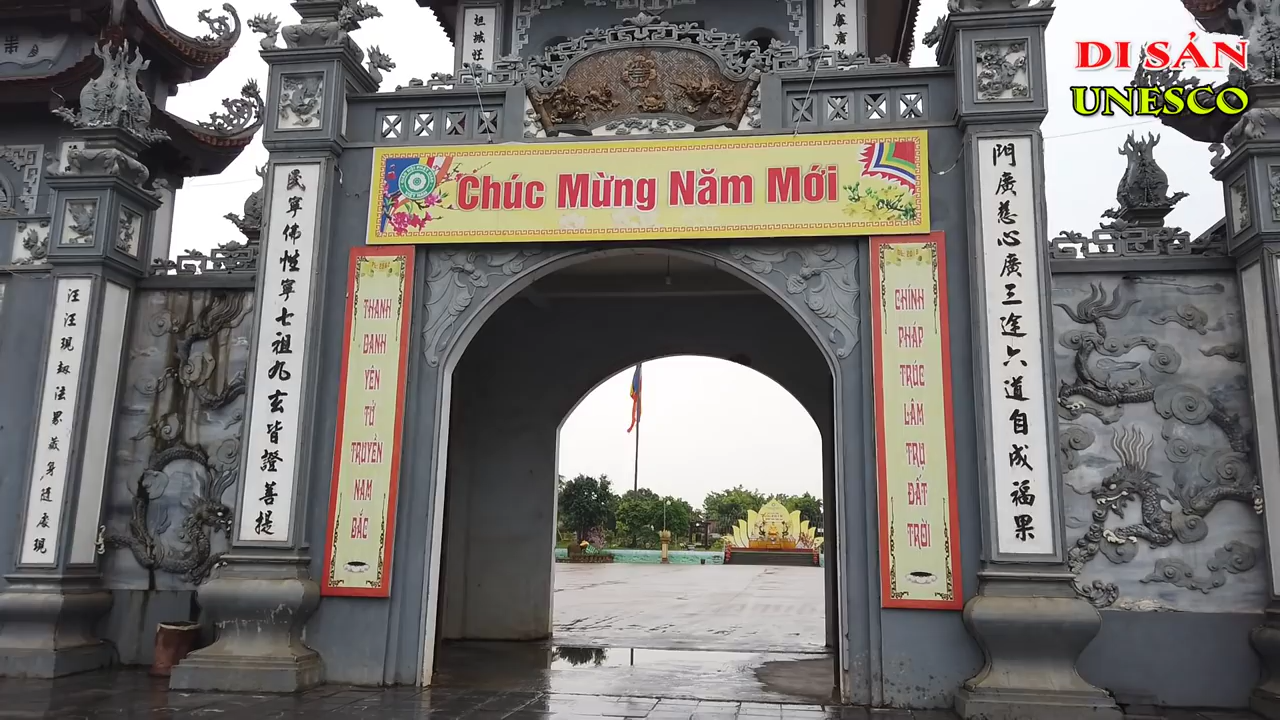 DI SẢN
UNESCO
Chúc Mừng Năm Mới
THANH
DANH
YÊN
TỬ
TRUYỀN
NAM
BẮC
CHÍNH
PHÁP
TRÚC
LÂM
TRỤ
ĐẤT
TRỜI
門廣慈心廣三途六道自成福果
民寧佛性寧七祖九玄皆證菩提